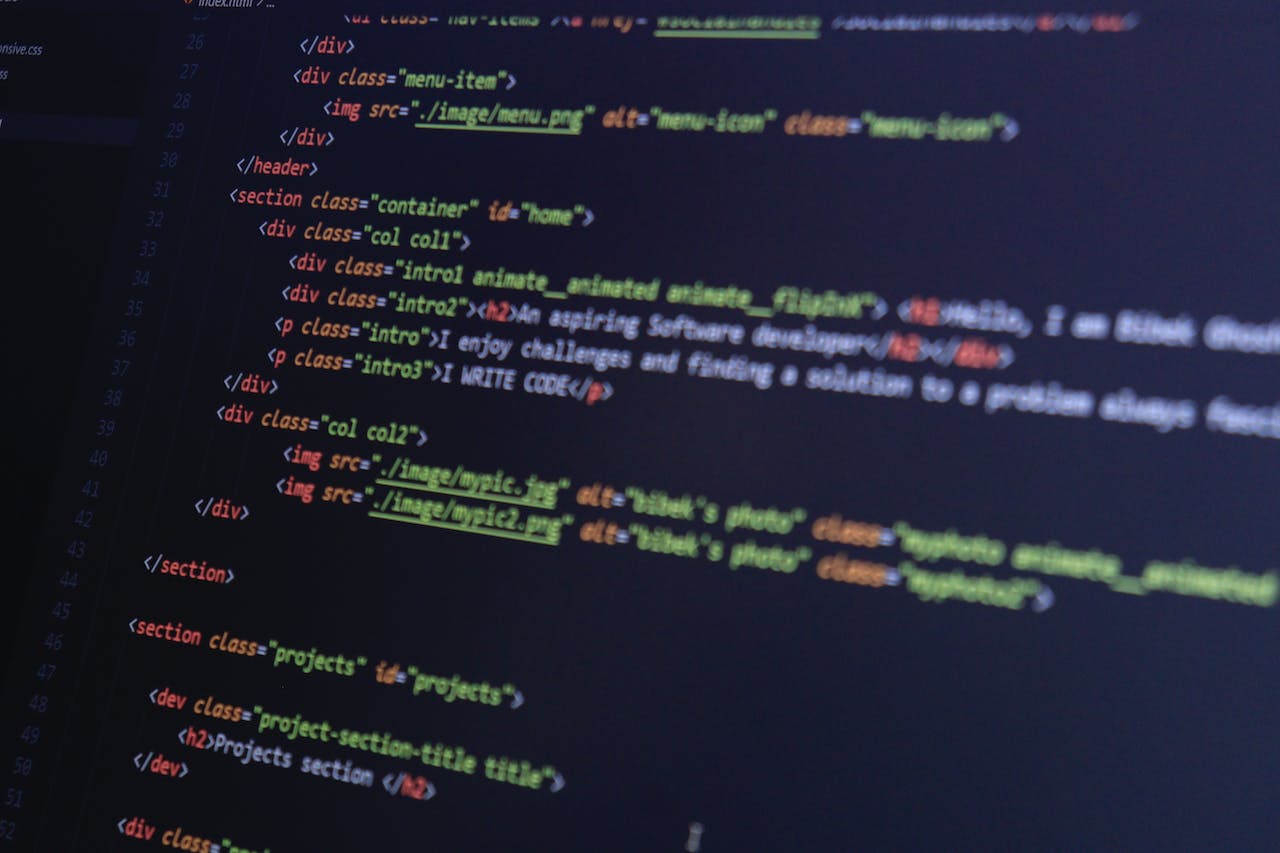 index.html > ...
onsive.css
ss
25
26 </div>
27 <div class="menu-item">
28 <img src="./image/menu.png" alt="menu-icon" class="menu-icon">
29 </div>
30 </header>
31 <section class="container" id="home">
32 <div class="col col1">
33 <div class="intro1 animate__animated animate__flipInX"> <h1>Hello, I am Bibek
34 <div class="intro2"><h2>An aspiring Software developer</h2></div>
35 <p class="intro">I enjoy challenges and finding a solution to a problem always
36 <p class="intro3">I WRITE CODE</p>
37 </div>
38 <div class="col col2">
39 <img src="./image/mypic.jpg" alt="bibek's photo" class="myphoto animate__animated
40 <img src="./image/mypic2.png" alt="bibek's photo" class="myphoto2">
41 </div>
42
43 </section>
44
45 <section class="projects" id="projects">
46
47 <dev class="project-section-title title">
48 <h2>Projects section </h2>
49 </dev>
50
51 <div class=
52